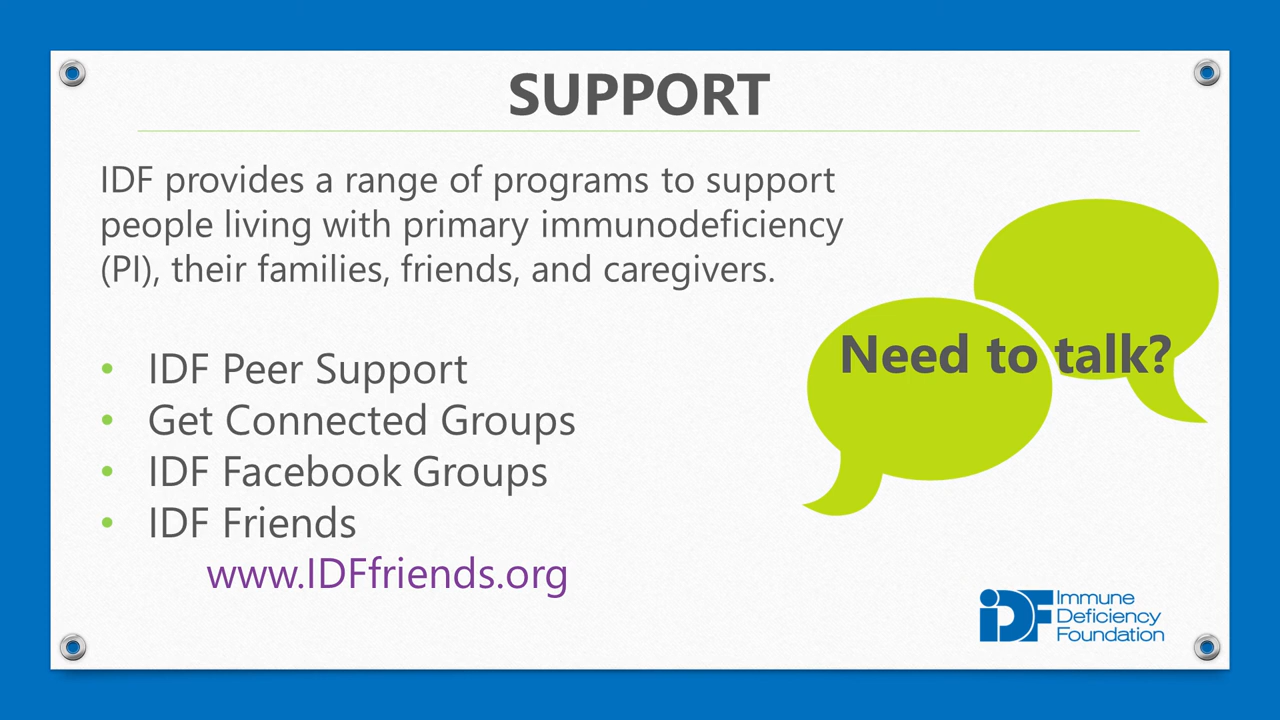 SUPPORT
IDF provides a range of programs to support
people living with primary immunodeficiency
(PI), their families, friends, and caregivers.
• IDF Peer Support
• Get Connected Groups
• IDF Facebook Groups
• IDF Friends
www.IDFfriends.org
Need to talk?
IDF
Immune
Deficiency
Foundation